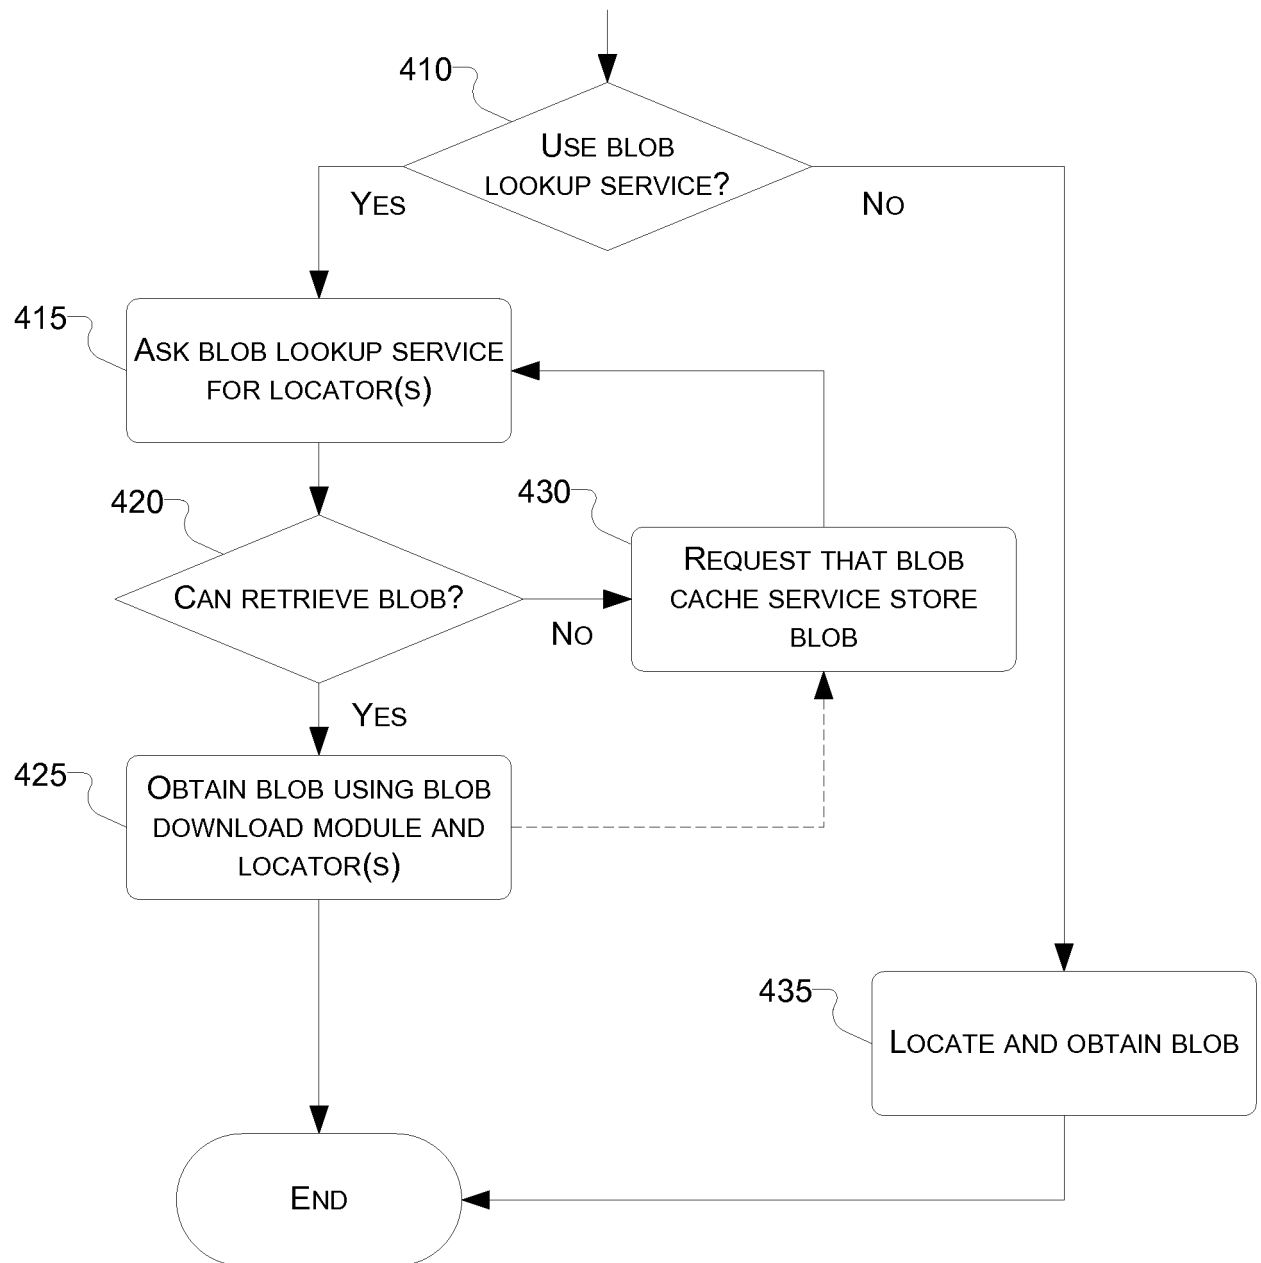 410
USE BLOB
LOOKUP SERVICE?
YES
NO
415
ASK BLOB LOOKUP SERVICE
FOR LOCATOR(S)
420
CAN RETRIEVE BLOB?
NO
430
REQUEST THAT BLOB
CACHE SERVICE STORE
BLOB
YES
425
OBTAIN BLOB USING BLOB
DOWNLOAD MODULE AND
LOCATOR(S)
435
LOCATE AND OBTAIN BLOB
END